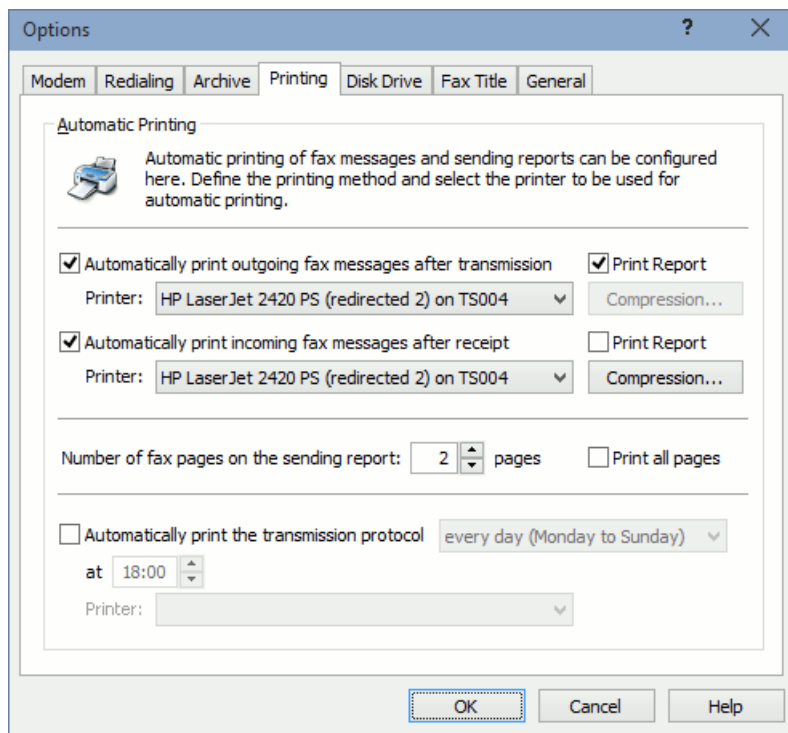 Options
?
Modem Redialing Archive Printing Disk Drive Fax Title General
Automatic Printing
Automatic printing of fax messages and sending reports can be configured
here. Define the printing method and select the printer to be used for
automatic printing.
Automatically print outgoing fax messages after transmission Print Report
Printer: HP LaserJet 2420 PS (redirected 2) on TS004 Compression...
Automatically print incoming fax messages after receipt Print Report
Printer: HP LaserJet 2420 PS (redirected 2) on TS004 Compression...
Number of fax pages on the sending report: 2 pages Print all pages
Automatically print the transmission protocol every day (Monday to Sunday)
at 18:00
Printer:
OK Cancel Help